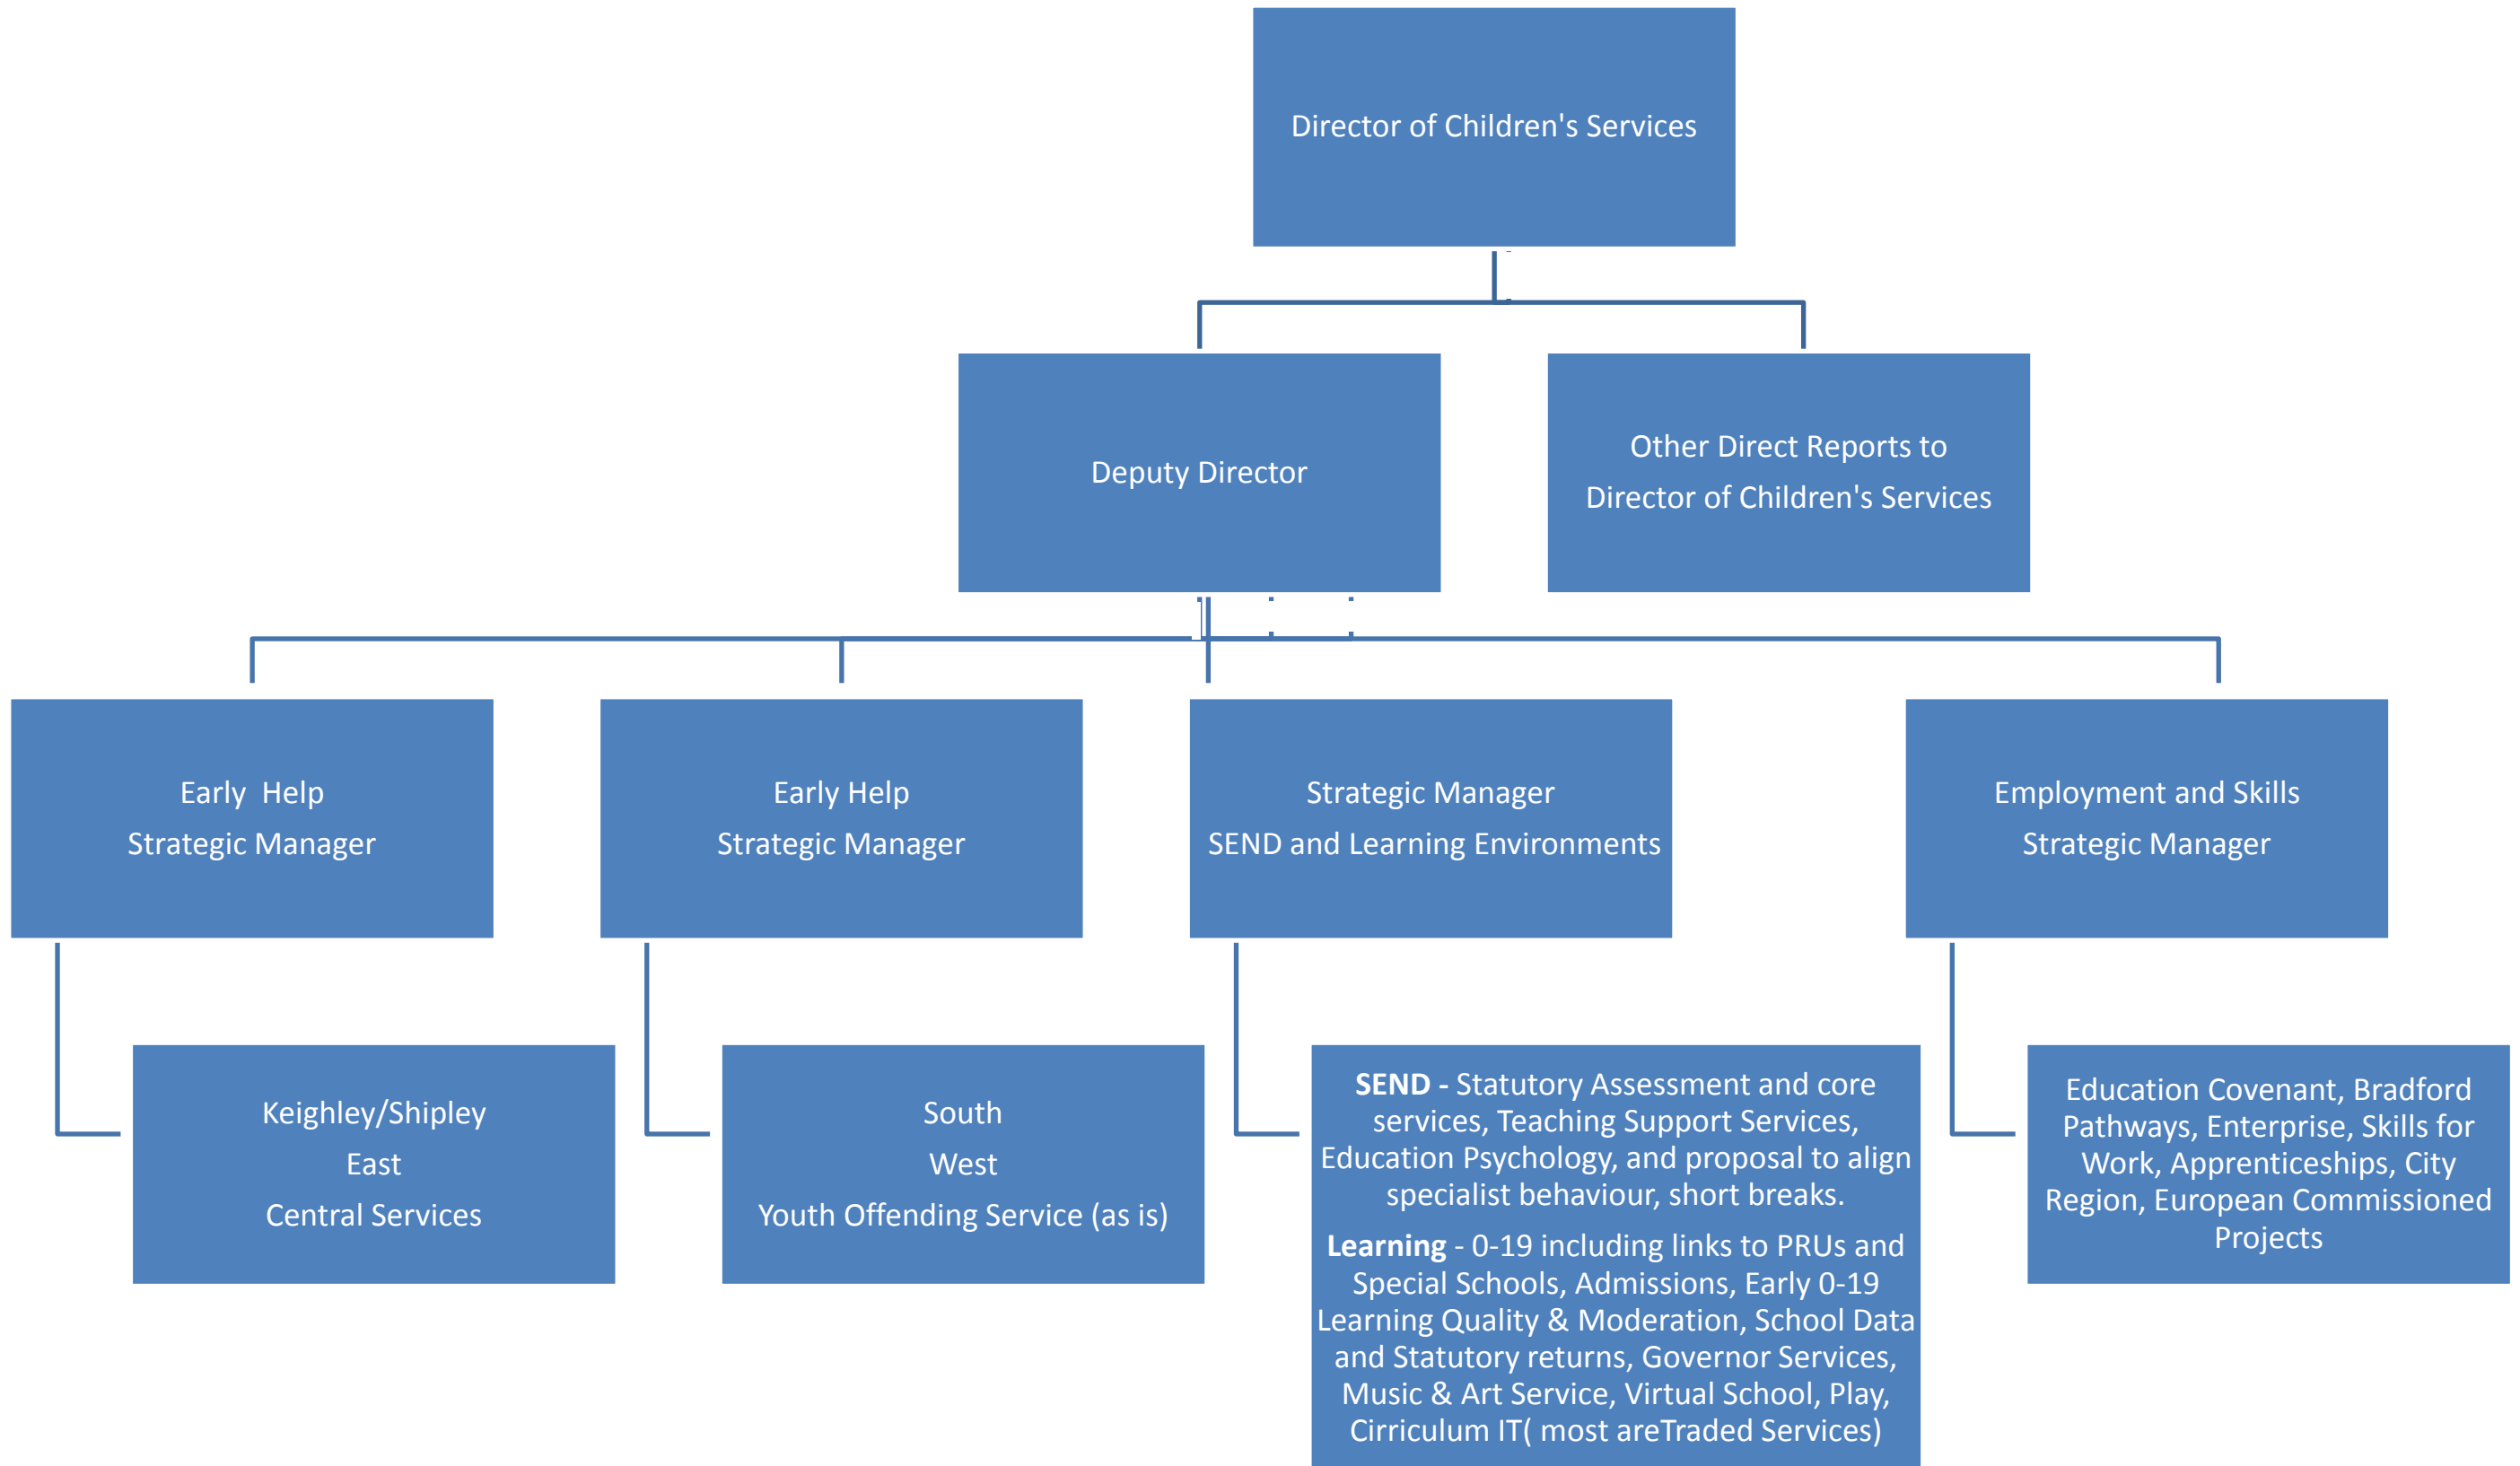 Director of Children's Services
Deputy Director
Other Direct Reports to
Director of Children's Services
Early  Help
Strategic Manager
Early Help
Strategic Manager
Strategic Manager
SEND and Learning Environments
Employment and Skills
Strategic Manager
Keighley/Shipley
East
Central Services
South
West
Youth Offending Service (as is)
SEND - Statutory Assessment and core
services, Teaching Support Services,
Education Psychology, and proposal to align
specialist behaviour, short breaks.
Learning - 0-19 including links to PRUs and
Special Schools, Admissions, Early 0-19
Learning Quality & Moderation, School Data
and Statutory returns, Governor Services,
Music & Art Service, Virtual School, Play,
Cirriculum IT( most areTraded Services)
Education Covenant, Bradford
Pathways, Enterprise, Skills for
Work, Apprenticeships, City
Region, European Commissioned
Projects